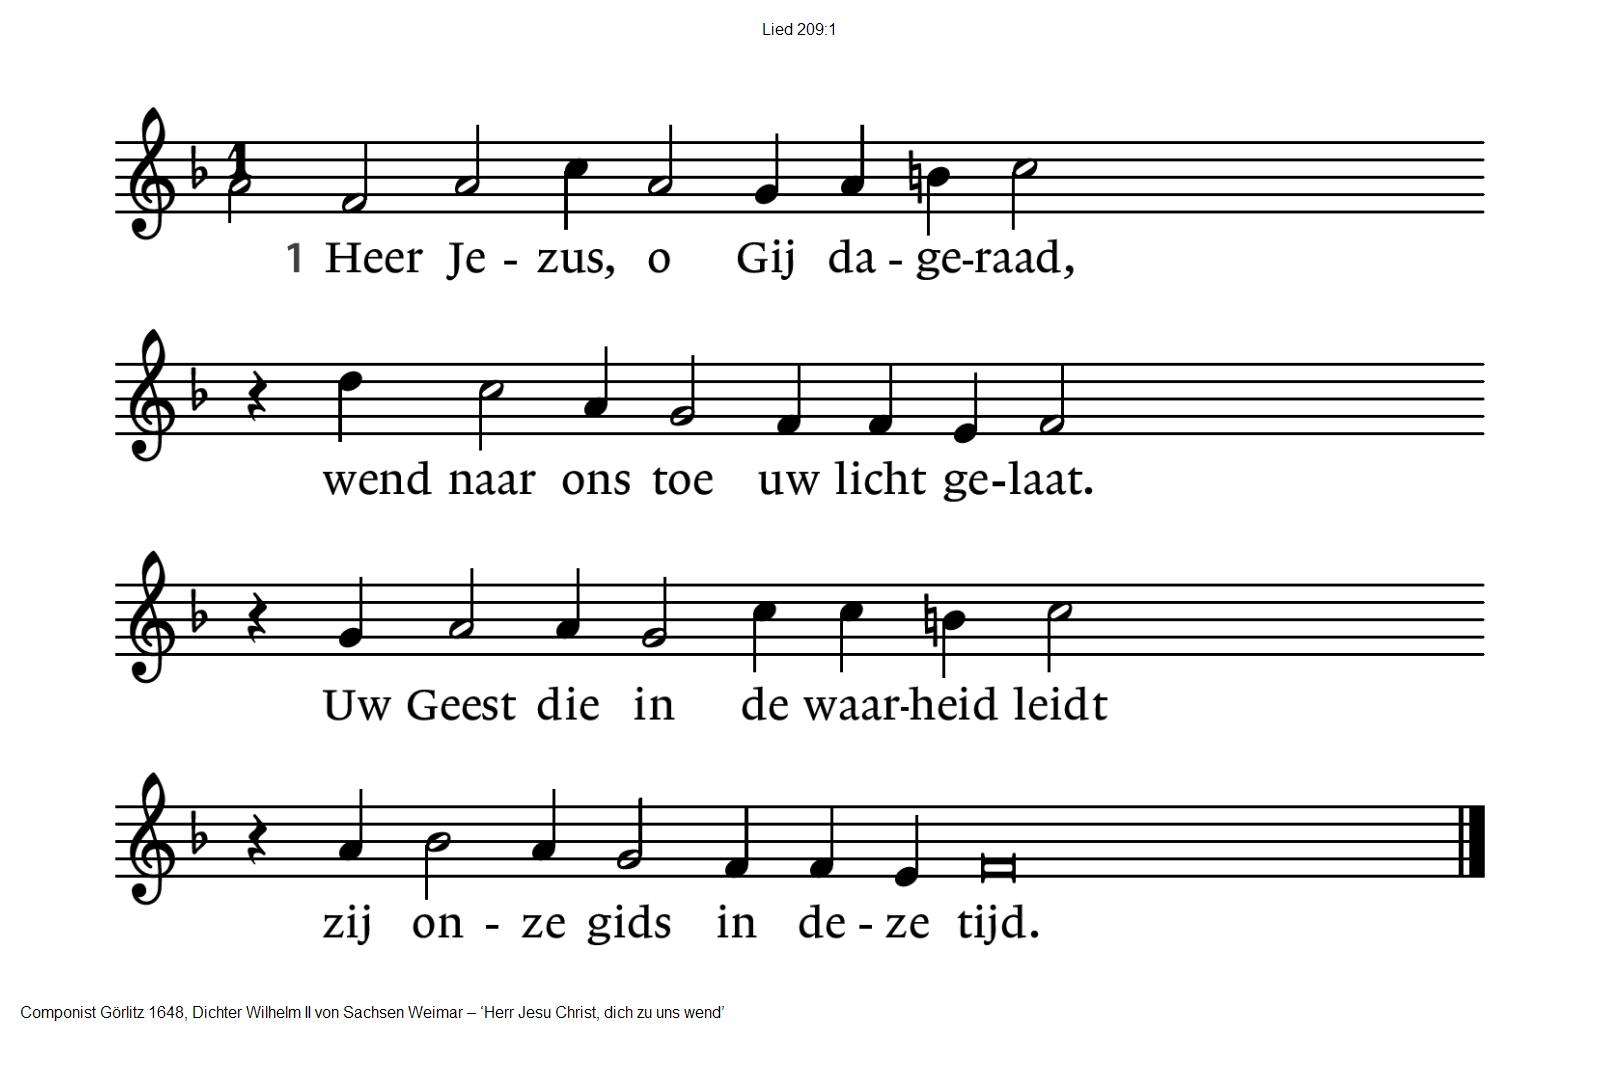 Lied 209:1
1 Heer Je - zus, o Gij da - ge-raad,
wend naar ons toe uw licht ge-laat.
Uw Geest die in de waar-heid leidt
zij on - ze gids in de - ze tijd.
Componist Görlitz 1648, Dichter Wilhelm II von Sachsen Weimar – ‘Herr Jesu Christ, dich zu uns wend’